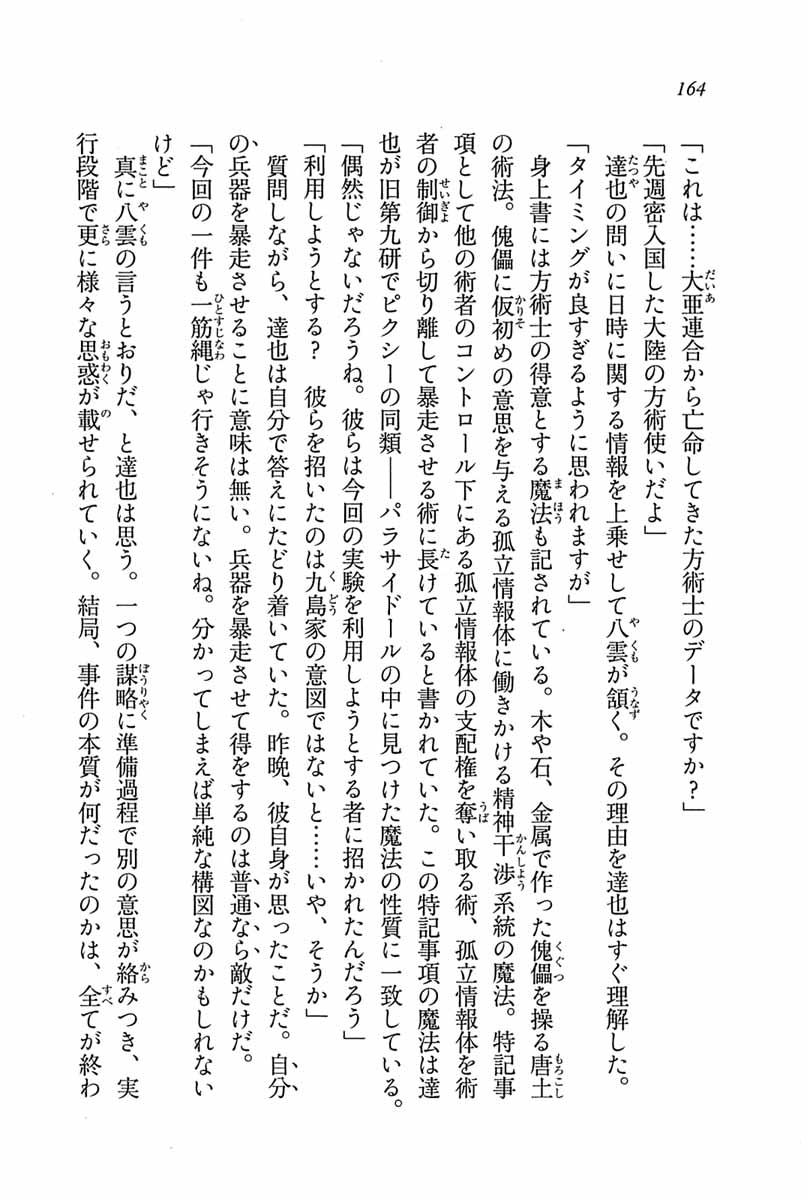 164
「これは……大亜連合から亡命してきた方術士のデータですか？」
「先週密入国した大陸の方術使いだよ」
達也の問いに日時に関する情報を上乗せして八雲が頷く。その理由を達也はすぐ理解した。
「タイミングが良すぎるように思われますが」
身上書には方術士の得意とする魔法も記されている。木や石、金属で作った傀儡を操る唐土
の術法。傀儡に仮初めの意思を与える孤立情報体に働きかける精神干渉系統の魔法。特記事
項として他の術者のコントロール下にある孤立情報体の支配権を奪い取る術、孤立情報体を術
者の制御から切り離して暴走させる術に長けていると書かれていた。この特記事項の魔法は達
也が旧第九研でピクシーの同類――パラサイドールの中に見つけた魔法の性質に一致している。
「偶然じゃないだろうね。彼らは今回の実験を利用しようとする者に招かれたんだろう」
「利用しようとする？　彼らを招いたのは九島家の意図ではないと……いや、そうか」
質問しながら、達也は自分で答えにたどり着いていた。昨晩、彼自身が思ったことだ。自分
の兵器を暴走させることに意味は無い。兵器を暴走させて得をするのは普通なら敵だけだ。
「今回の一件も一筋縄じゃ行きそうにないね。分かってしまえば単純な構図なのかもしれない
けど」
真に八雲の言うとおりだ、と達也は思う。一つの謀略に準備過程で別の意思が絡みつき、実
行段階で更に様々な思惑が載せられていく。結局、事件の本質が何だったのかは、全てが終わ